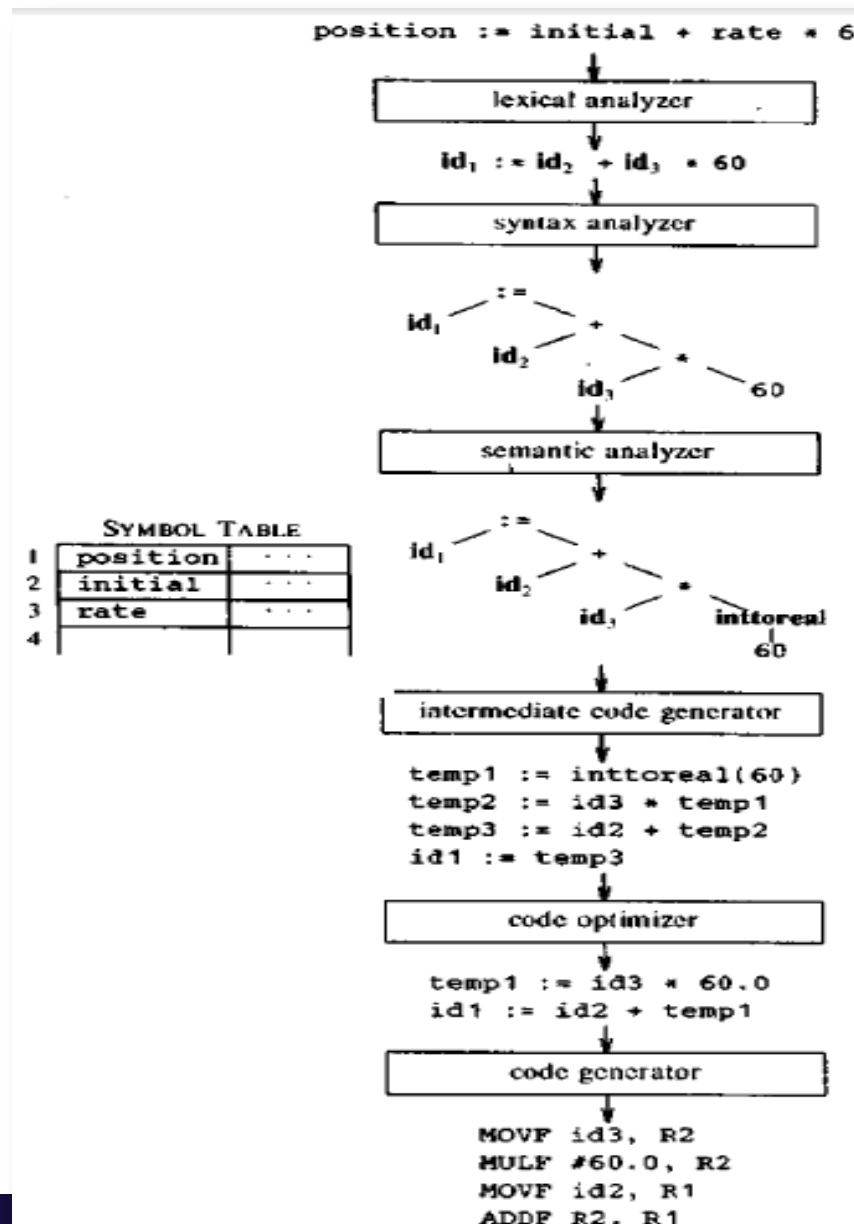 position := initial + rate * 6
lexical analyzer
id₁ := id₂ + id₃ * 60
syntax analyzer
:=
id₁ +
id₂ *
id₃ 60
semantic analyzer
SYMBOL TABLE
1 position ...
2 initial ...
3 rate ...
4
:=
id₁ +
id₂ *
id₃ inttoreal
60
intermediate code generator
temp1 := inttoreal(60)
temp2 := id3 * temp1
temp3 := id2 + temp2
id1 := temp3
code optimizer
temp1 := id3 * 60.0
id1 := id2 + temp1
code generator
MOVF id3, R2
MULF #60.0, R2
MOVF id2, R1
ADDF R2, R1